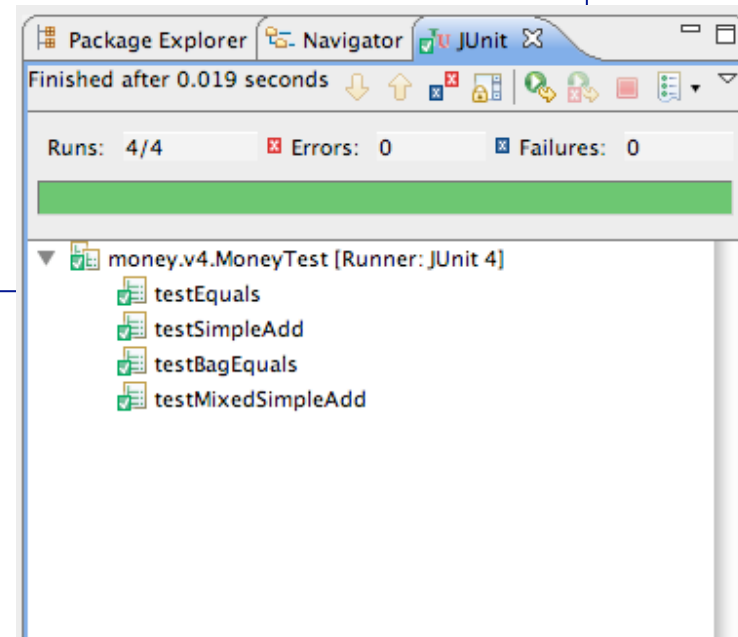 Package Explorer Navigator JUnit
Finished after 0.019 seconds
Runs: 4/4 Errors: 0 Failures: 0
money.v4.MoneyTest [Runner: JUnit 4]
testEquals
testSimpleAdd
testBagEquals
testMixedSimpleAdd